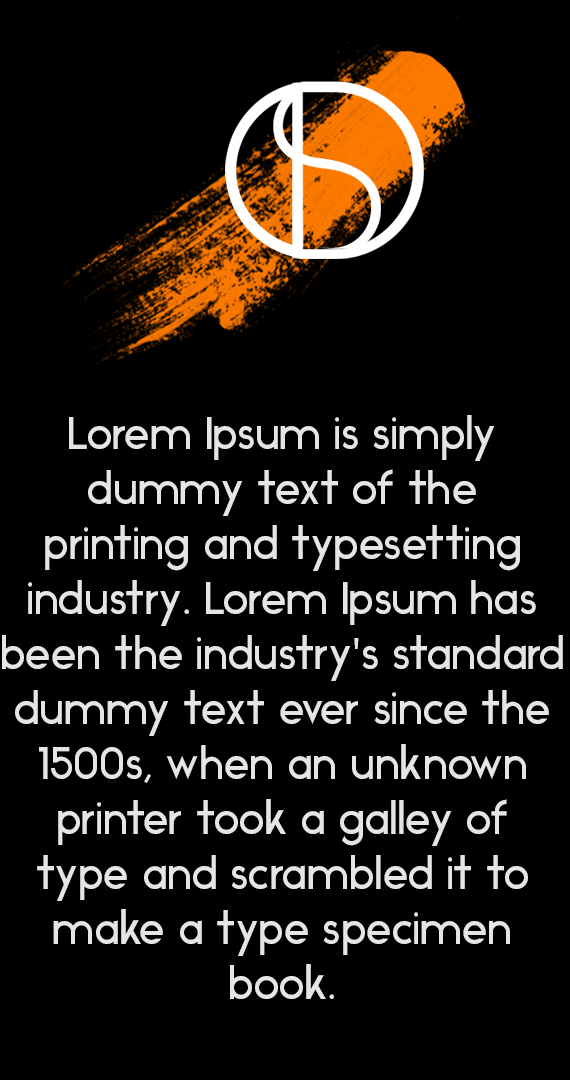 Lorem Ipsum is simply
dummy text of the
printing and typesetting
industry. Lorem Ipsum has
been the industry's standard
dummy text ever since the
1500s, when an unknown
printer took a galley of
type and scrambled it to
make a type specimen
book.